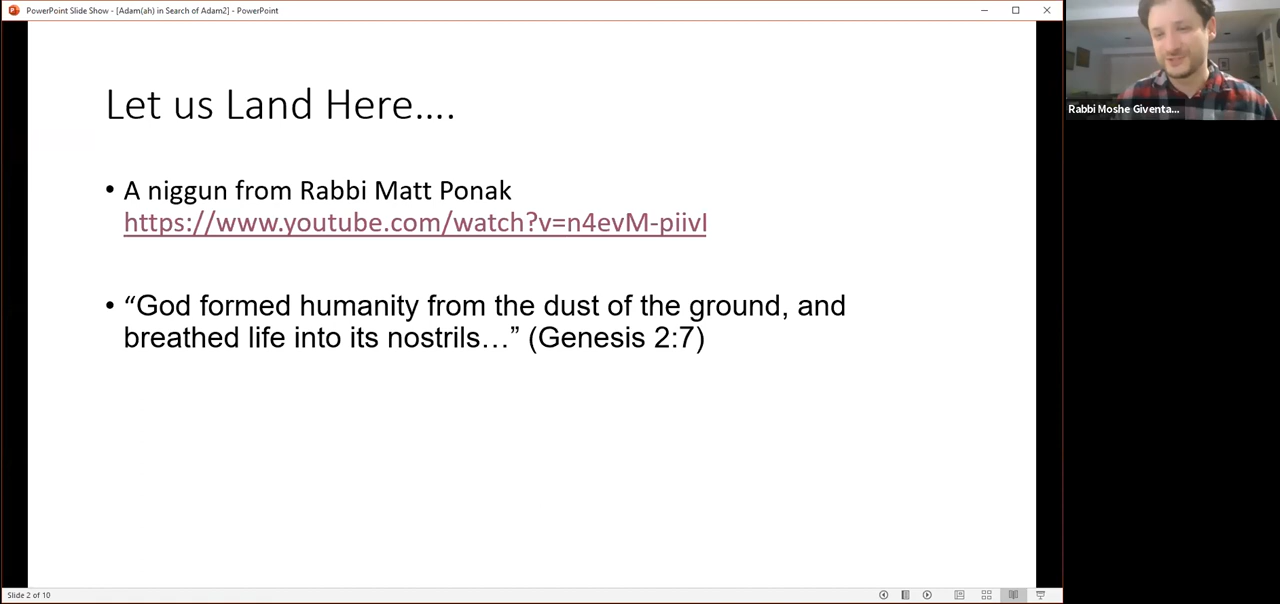 PowerPoint Slide Show - [Adam(ah) in Search of Adam2] - PowerPoint
Rabbi Moshe Giventa...
Let us Land Here....
• A niggun from Rabbi Matt Ponak
https://www.youtube.com/watch?v=n4evM-piivI
• “God formed humanity from the dust of the ground, and
breathed life into its nostrils…” (Genesis 2:7)
Slide 2 of 10